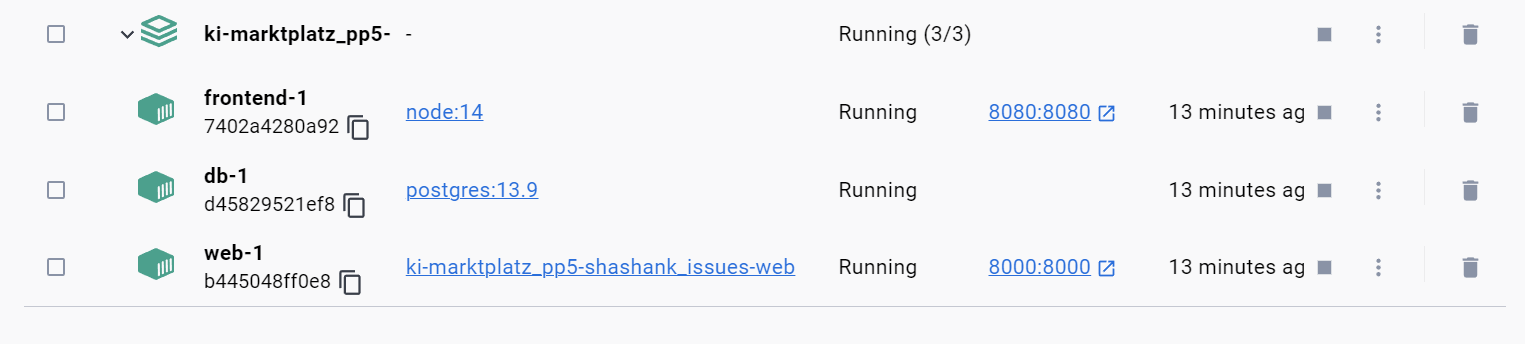 ki-marktplatz_pp5- - Running (3/3)
frontend-1
7402a4280a92 node:14 Running 8080:8080 13 minutes ag
db-1
d45829521ef8 postgres:13.9 Running 13 minutes ag
web-1
b445048ff0e8 ki-marktplatz_pp5-shashank_issues-web Running 8000:8000 13 minutes ag